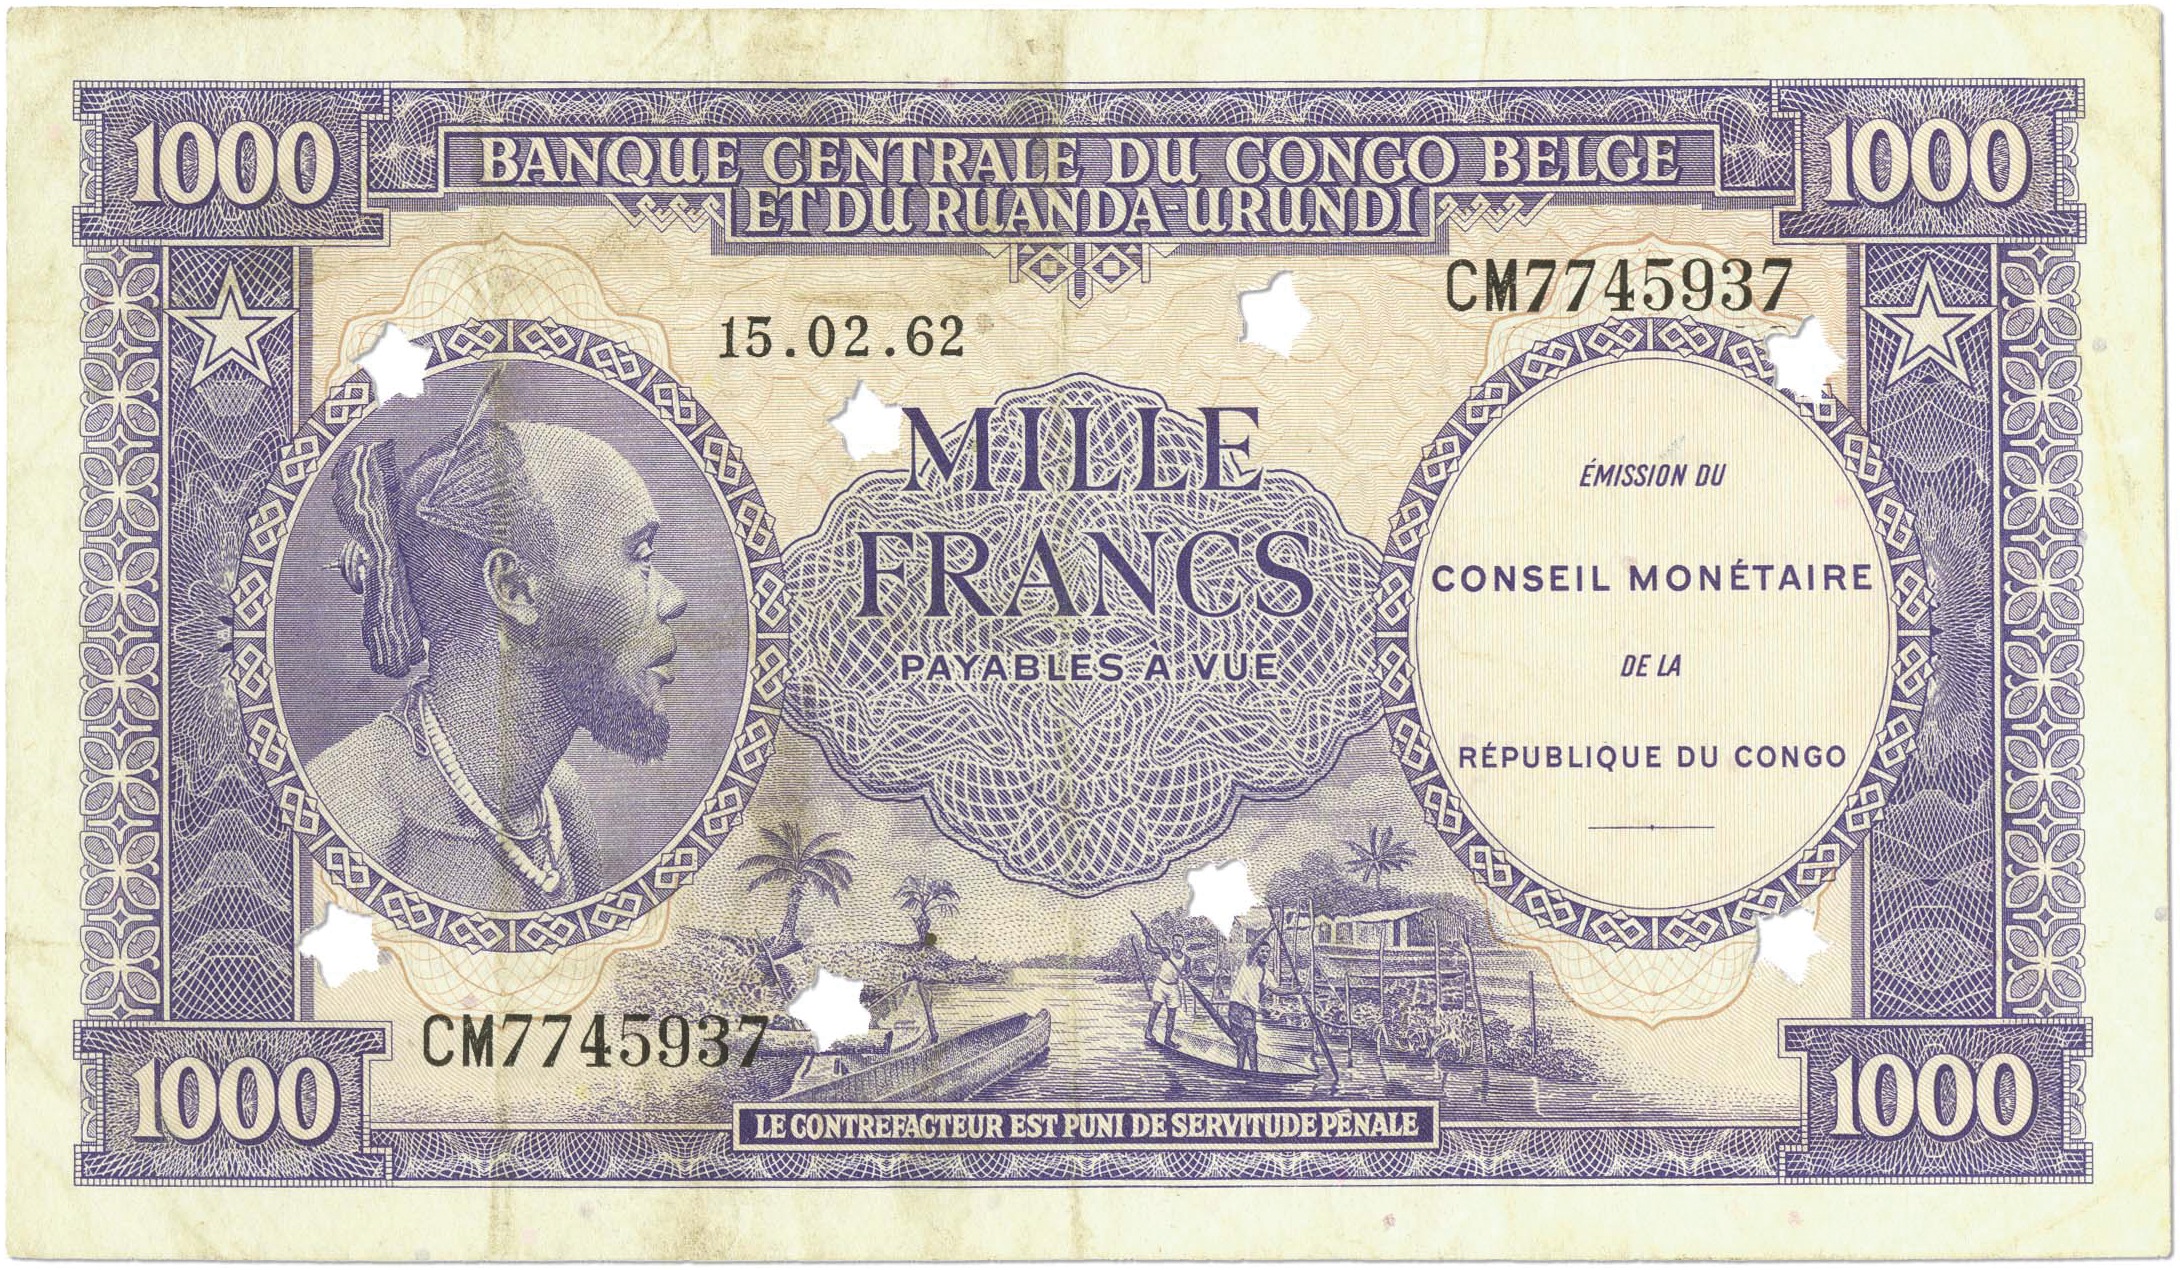 1000 1000
BANQUE CENTRALE DU CONGO BELGE
ET DU RUANDA-URUNDI
CM7745937
15.02.62
MILLE
FRANCS
PAYABLES A VUE
ÉMISSION DU
CONSEIL MONÉTAIRE
DE LA
RÉPUBLIQUE DU CONGO
CM7745937
1000 1000
LE CONTREFACTEUR EST PUNI DE SERVITUDE PÉNALE